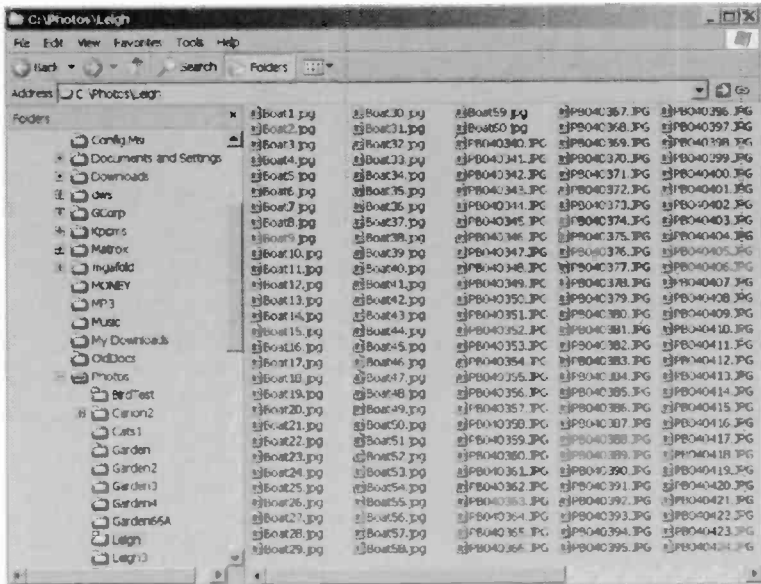 C:\Photos\Leigh
File Edit View Favorites Tools Help
Back Search Folders
Address C:\Photos\Leigh Go
Folders
Config.Msi
Documents and Settings
Downloads
dws
GCorp
Kpcms
Matrox
mgafold
MONEY
MP3
Music
My Downloads
OldDocs
Photos
BirdTest
Canon2
Cats1
Garden
Garden2
Garden3
Garden4
Garden66A
Leigh
Leigh3
Boat1.jpg Boat30.jpg Boat59.jpg PB040367.JPG PB040396.JPG
Boat2.jpg Boat31.jpg Boat60.jpg PB040368.JPG PB040397.JPG
Boat3.jpg Boat32.jpg PB040340.JPG PB040369.JPG PB040398.JPG
Boat4.jpg Boat33.jpg PB040341.JPG PB040370.JPG PB040399.JPG
Boat5.jpg Boat34.jpg PB040342.JPG PB040371.JPG PB040400.JPG
Boat6.jpg Boat35.jpg PB040343.JPG PB040372.JPG PB040401.JPG
Boat7.jpg Boat36.jpg PB040344.JPG PB040373.JPG PB040402.JPG
Boat8.jpg Boat37.jpg PB040345.JPG PB040374.JPG PB040403.JPG
Boat9.jpg Boat38.jpg PB040346.JPG PB040375.JPG PB040404.JPG
Boat10.jpg Boat39.jpg PB040347.JPG PB040376.JPG PB040405.JPG
Boat11.jpg Boat40.jpg PB040348.JPG PB040377.JPG PB040406.JPG
Boat12.jpg Boat41.jpg PB040349.JPG PB040378.JPG PB040407.JPG
Boat13.jpg Boat42.jpg PB040350.JPG PB040379.JPG PB040408.JPG
Boat14.jpg Boat43.jpg PB040351.JPG PB040380.JPG PB040409.JPG
Boat15.jpg Boat44.jpg PB040352.JPG PB040381.JPG PB040410.JPG
Boat16.jpg Boat45.jpg PB040353.JPG PB040382.JPG PB040411.JPG
Boat17.jpg Boat46.jpg PB040354.JPG PB040383.JPG PB040412.JPG
Boat18.jpg Boat47.jpg PB040355.JPG PB040384.JPG PB040413.JPG
Boat19.jpg Boat48.jpg PB040356.JPG PB040385.JPG PB040414.JPG
Boat20.jpg Boat49.jpg PB040357.JPG PB040386.JPG PB040415.JPG
Boat21.jpg Boat50.jpg PB040358.JPG PB040387.JPG PB040416.JPG
Boat22.jpg Boat51.jpg PB040359.JPG PB040388.JPG PB040417.JPG
Boat23.jpg Boat52.jpg PB040360.JPG PB040389.JPG PB040418.JPG
Boat24.jpg Boat53.jpg PB040361.JPG PB040390.JPG PB040419.JPG
Boat25.jpg Boat54.jpg PB040362.JPG PB040391.JPG PB040420.JPG
Boat26.jpg Boat55.jpg PB040363.JPG PB040392.JPG PB040421.JPG
Boat27.jpg Boat56.jpg PB040364.JPG PB040393.JPG PB040422.JPG
Boat28.jpg Boat57.jpg PB040365.JPG PB040394.JPG PB040423.JPG
Boat29.jpg Boat58.jpg PB040366.JPG PB040395.JPG PB040424.JPG